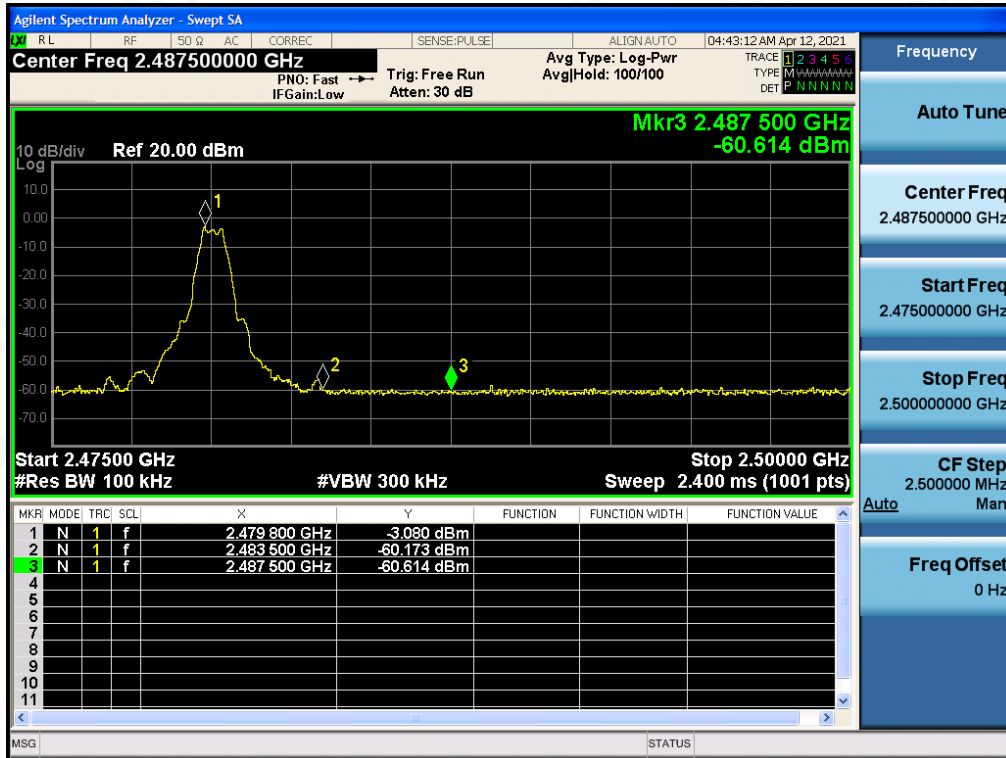 Agilent Spectrum Analyzer - Swept SA
LXI RL RF 50 Ω AC CORREC SENSE:PULSE ALIGN AUTO 04:43:12 AM Apr 12, 2021
Center Freq 2.487500000 GHz
PNO: Fast
IFGain:Low
Trig: Free Run
Atten: 30 dB
Avg Type: Log-Pwr
Avg|Hold: 100/100
TRACE 1 2 3 4 5 6
TYPE M
DET P N N N N N
Mkr3 2.487 500 GHz
-60.614 dBm
10 dB/div Ref 20.00 dBm
Log
10.0
0.00
-10.0
-20.0
-30.0
-40.0
-50.0
-60.0
-70.0
1
2
3
Start 2.47500 GHz Stop 2.50000 GHz
#Res BW 100 kHz #VBW 300 kHz Sweep 2.400 ms (1001 pts)
MKR MODE TRC SCL X Y FUNCTION FUNCTION WIDTH FUNCTION VALUE
1 N 1 f 2.479 800 GHz -3.080 dBm
2 N 1 f 2.483 500 GHz -60.173 dBm
3 N 1 f 2.487 500 GHz -60.614 dBm
4
5
6
7
8
9
10
11
MSG STATUS
Frequency
Auto Tune
Center Freq
2.487500000 GHz
Start Freq
2.475000000 GHz
Stop Freq
2.500000000 GHz
CF Step
2.500000 MHz
Auto Man
Freq Offset
0 Hz